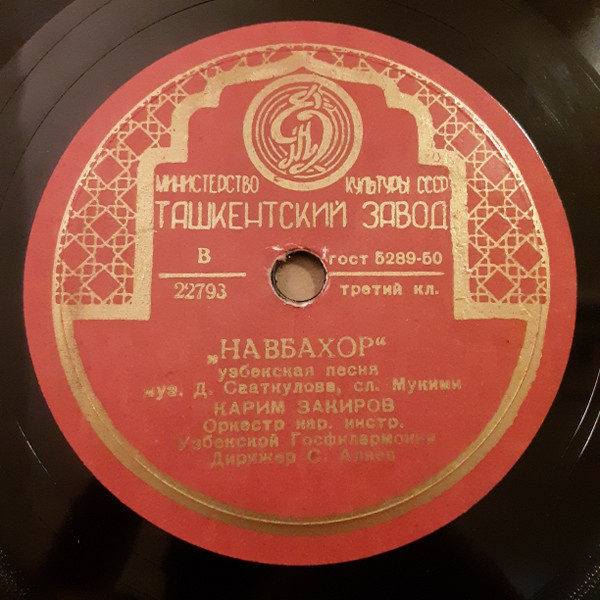 МИНИСТЕРСТВО КУЛЬТУРЫ СССР
ТАШКЕНТСКИЙ ЗАВОД
В
22793
ГОСТ 5289-50
ТРЕТИЙ КЛ.
„НАВБАХОР“
узбекская песня
муз. Д. Сааткулова, сл. Мукими
КАРИМ ЗАКИРОВ
Оркестр нар. инстр.
Узбекской Госфилармонии
Дирижер С. Алиев